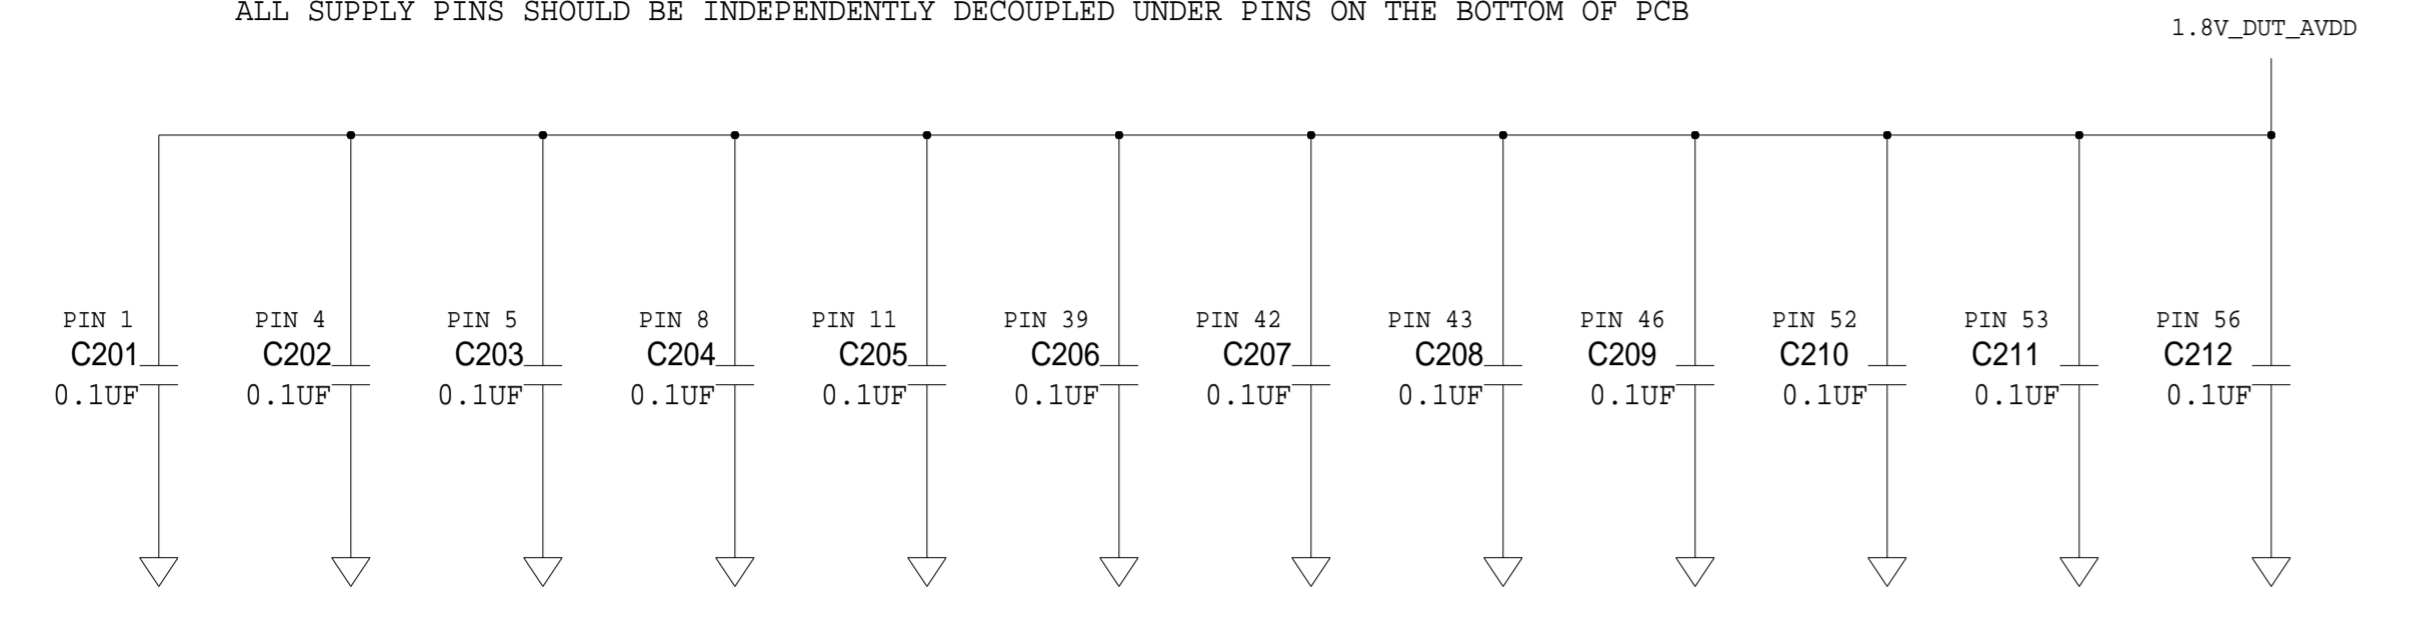 ALL SUPPLY PINS SHOULD BE INDEPENDENTLY DECOUPLED UNDER PINS ON THE BOTTOM OF PCB
1.8V_DUT_AVDD
PIN 1 PIN 4 PIN 5 PIN 8 PIN 11 PIN 39 PIN 42 PIN 43 PIN 46 PIN 52 PIN 53 PIN 56
C201 C202 C203 C204 C205 C206 C207 C208 C209 C210 C211 C212
0.1UF 0.1UF 0.1UF 0.1UF 0.1UF 0.1UF 0.1UF 0.1UF 0.1UF 0.1UF 0.1UF 0.1UF